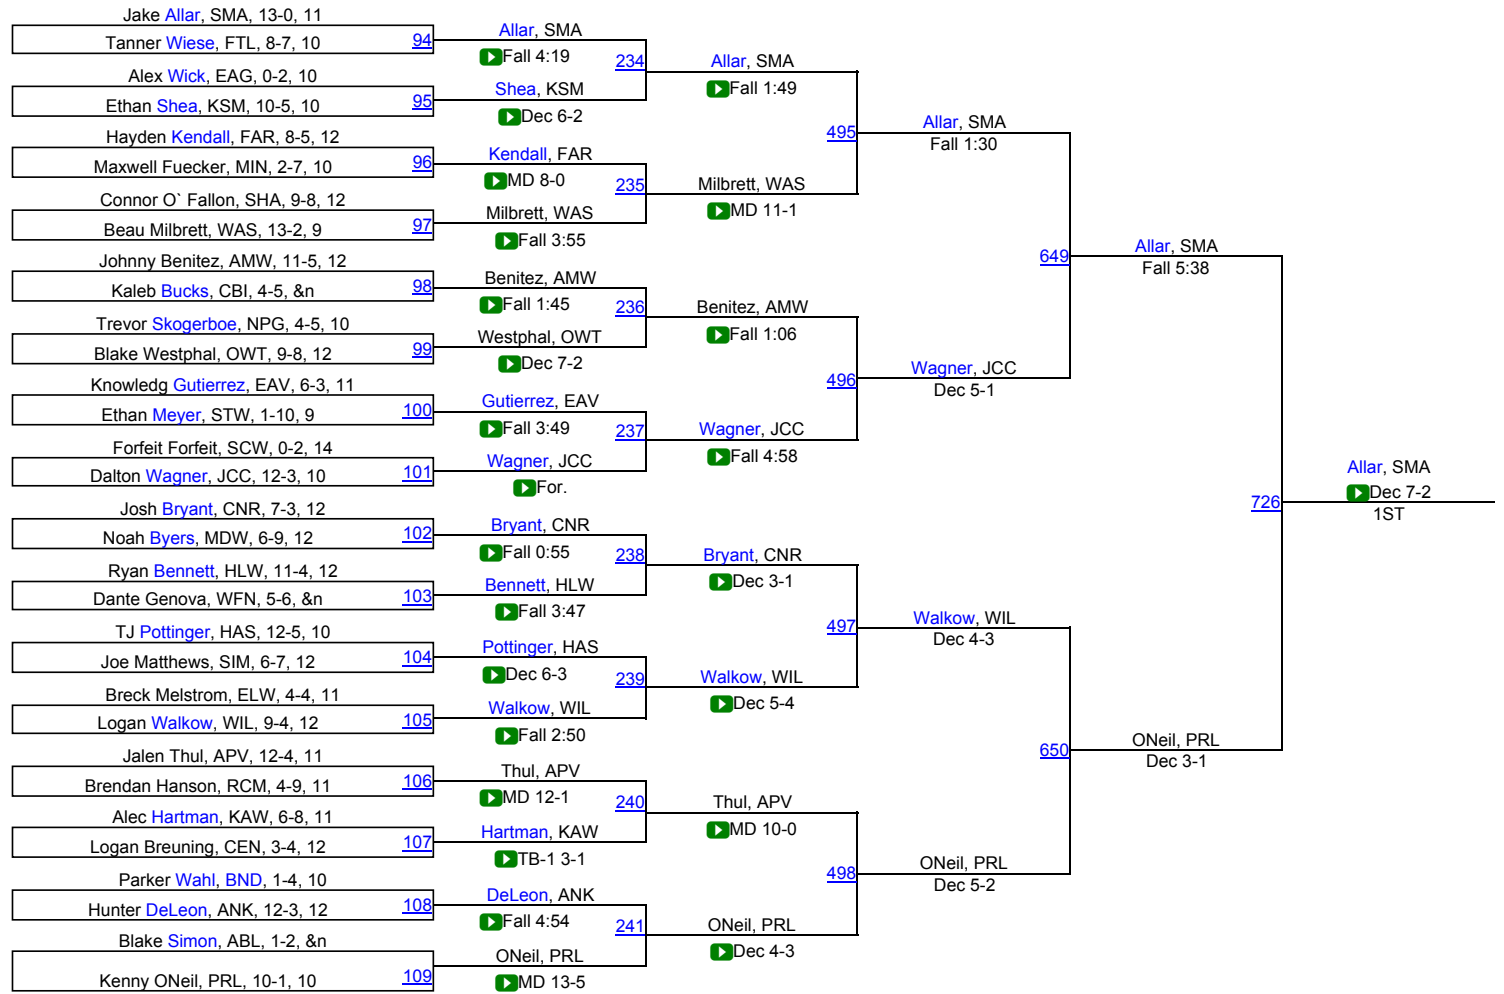 Jake Allar, SMA, 13-0, 11
Tanner Wiese, FTL, 8-7, 10
94
Alex Wick, EAG, 0-2, 10
Ethan Shea, KSM, 10-5, 10
95
Hayden Kendall, FAR, 8-5, 12
Maxwell Fuecker, MIN, 2-7, 10
96
Connor O` Fallon, SHA, 9-8, 12
Beau Milbrett, WAS, 13-2, 9
97
Johnny Benitez, AMW, 11-5, 12
Kaleb Bucks, CBI, 4-5, &n
98
Trevor Skogerboe, NPG, 4-5, 10
Blake Westphal, OWT, 9-8, 12
99
Knowledg Gutierrez, EAV, 6-3, 11
Ethan Meyer, STW, 1-10, 9
100
Forfeit Forfeit, SCW, 0-2, 14
Dalton Wagner, JCC, 12-3, 10
101
Josh Bryant, CNR, 7-3, 12
Noah Byers, MDW, 6-9, 12
102
Ryan Bennett, HLW, 11-4, 12
Dante Genova, WFN, 5-6, &n
103
TJ Pottinger, HAS, 12-5, 10
Joe Matthews, SIM, 6-7, 12
104
Breck Melstrom, ELW, 4-4, 11
Logan Walkow, WIL, 9-4, 12
105
Jalen Thul, APV, 12-4, 11
Brendan Hanson, RCM, 4-9, 11
106
Alec Hartman, KAW, 6-8, 11
Logan Breuning, CEN, 3-4, 12
107
Parker Wahl, BND, 1-4, 10
Hunter DeLeon, ANK, 12-3, 12
108
Blake Simon, ABL, 1-2, &n
Kenny ONeil, PRL, 10-1, 10
109
Allar, SMA
Fall 4:19
234
Shea, KSM
Dec 6-2
Kendall, FAR
MD 8-0
235
Milbrett, WAS
Fall 3:55
Benitez, AMW
Fall 1:45
236
Westphal, OWT
Dec 7-2
Gutierrez, EAV
Fall 3:49
237
Wagner, JCC
For.
Bryant, CNR
Fall 0:55
238
Bennett, HLW
Fall 3:47
Pottinger, HAS
Dec 6-3
239
Walkow, WIL
Fall 2:50
Thul, APV
MD 12-1
240
Hartman, KAW
TB-1 3-1
DeLeon, ANK
Fall 4:54
241
ONeil, PRL
MD 13-5
Allar, SMA
Fall 1:49
495
Milbrett, WAS
MD 11-1
Benitez, AMW
Fall 1:06
496
Wagner, JCC
Fall 4:58
Bryant, CNR
Dec 3-1
497
Walkow, WIL
Dec 5-4
Thul, APV
MD 10-0
498
ONeil, PRL
Dec 4-3
Allar, SMA
Fall 1:30
649
Wagner, JCC
Dec 5-1
Walkow, WIL
Dec 4-3
650
ONeil, PRL
Dec 5-2
Allar, SMA
Fall 5:38
726
ONeil, PRL
Dec 3-1
Allar, SMA
Dec 7-2
1ST